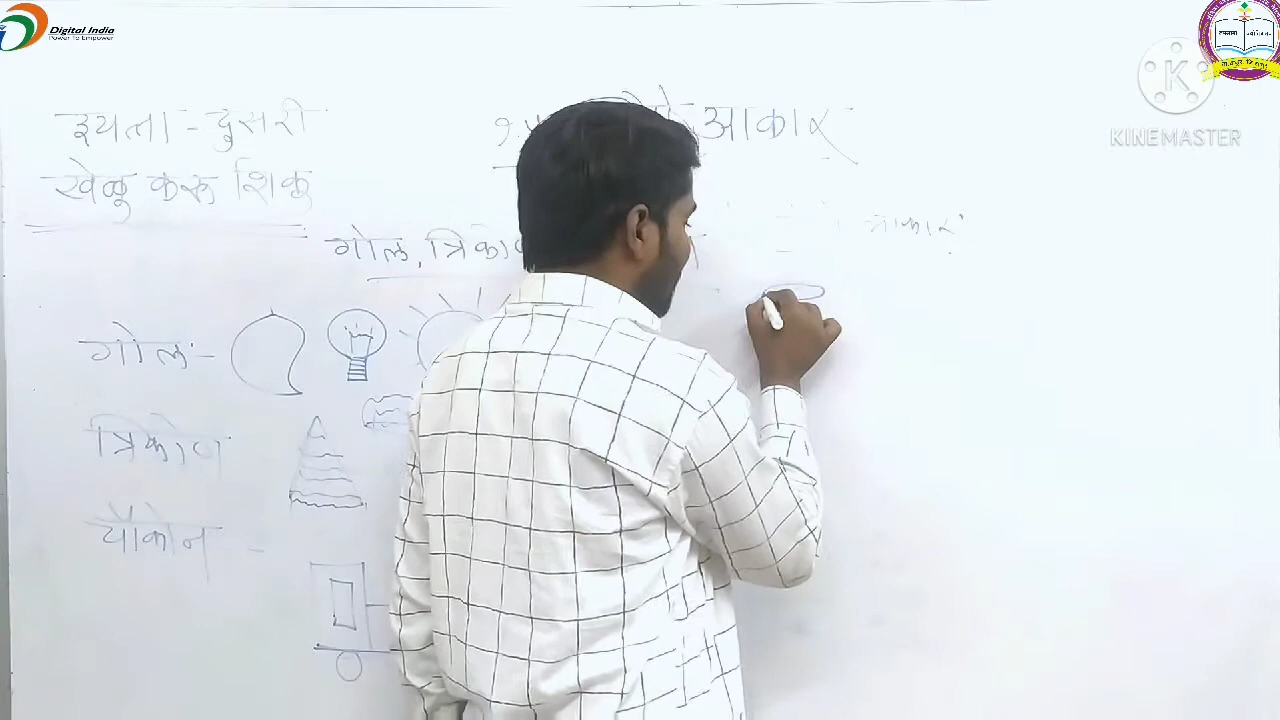 Digital India
Power To Empower
KINEMASTER
इयत्ता - दुसरी
आकार
खेळू करू शिकू
आकार
गोल, त्रिकोण
गोल :-
त्रिकोण
चौकोन -